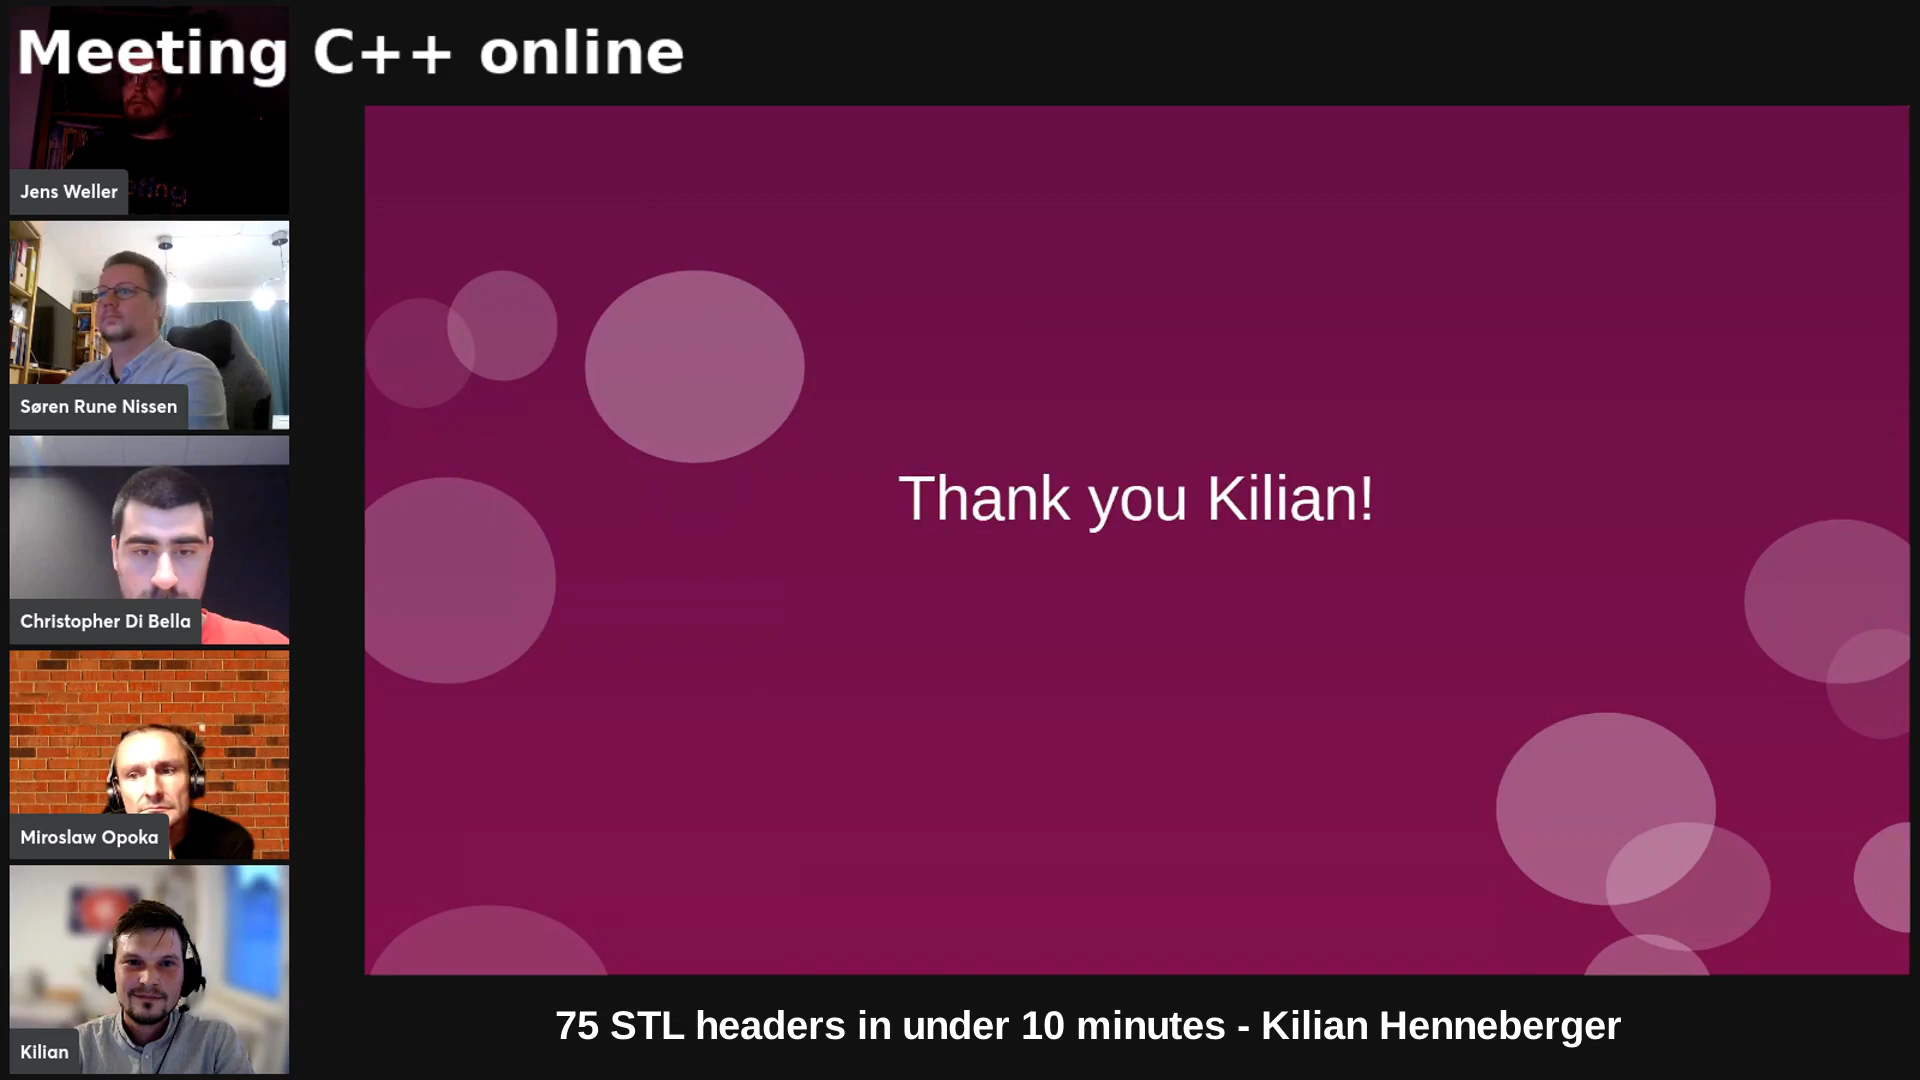 Meeting C++ online
Jens Weller
Søren Rune Nissen
Christopher Di Bella
Miroslaw Opoka
Kilian
Thank you Kilian!
75 STL headers in under 10 minutes - Kilian Henneberger